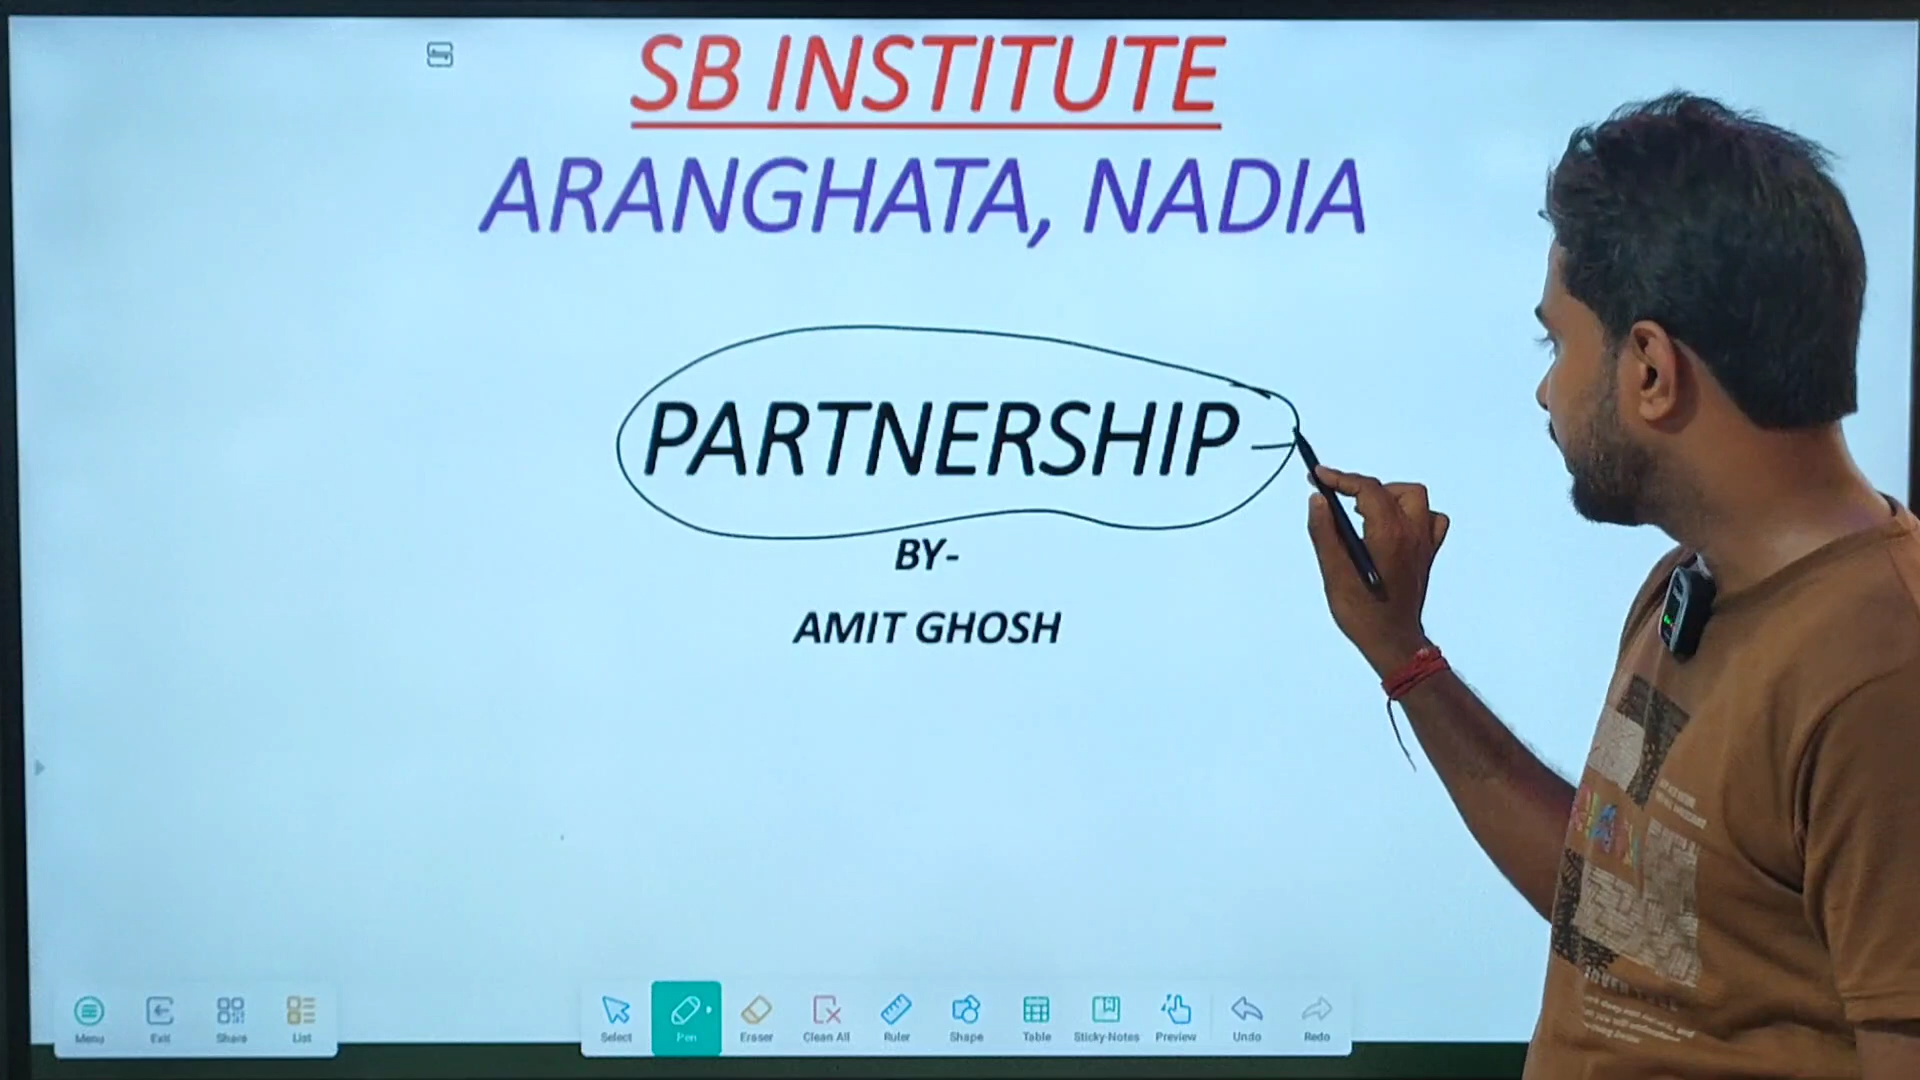 SB INSTITUTE
ARANGHATA, NADIA
PARTNERSHIP -
BY-
AMIT GHOSH
Menu Exit Share List Select Pen Eraser Clean All Ruler Shape Table Sticky-Notes Preview Undo Redo